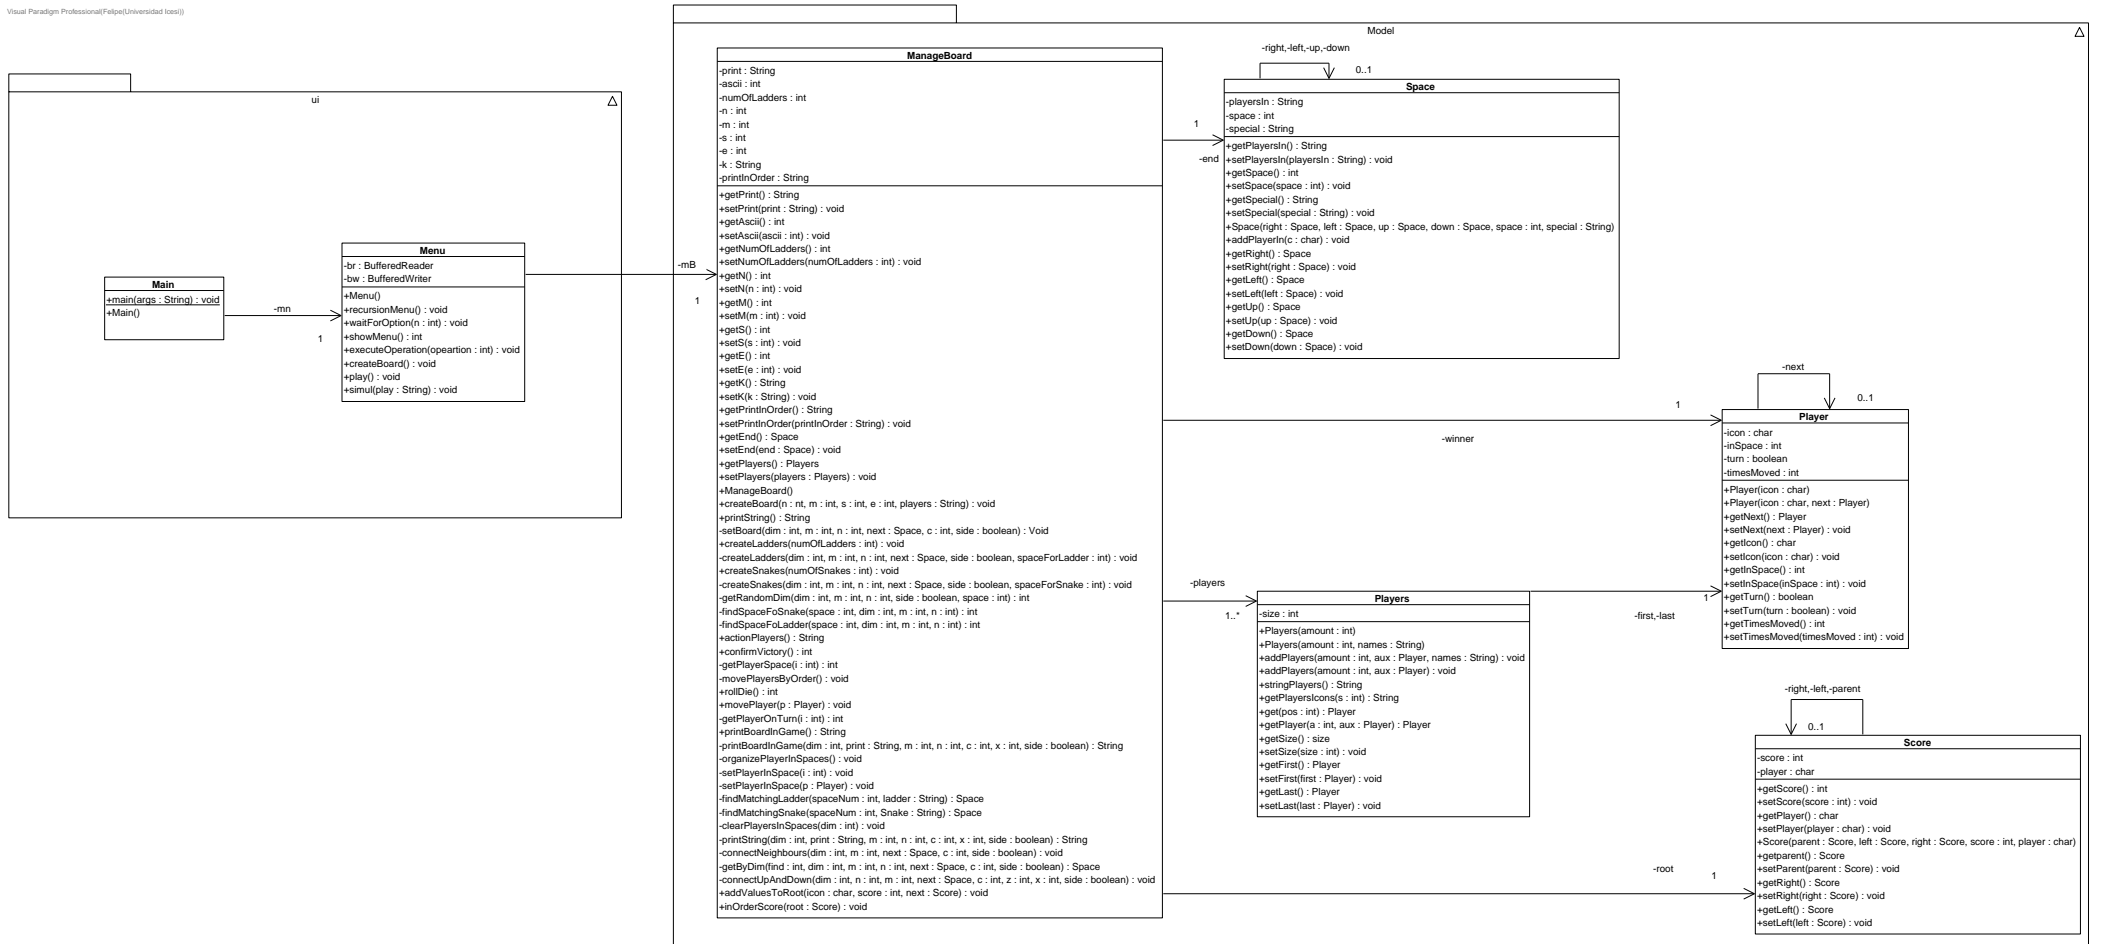 Visual Paradigm Professional(Felipe(Universidad Icesi))
ui
Main
+main(args : String) : void
+Main()
-mn
1
Menu
-br : BufferedReader
-bw : BufferedWriter
+Menu()
+recursionMenu() : void
+waitForOption(n : int) : void
+showMenu() : int
+executeOperation(opeartion : int) : void
+createBoard() : void
+play() : void
+simul(play : String) : void
-mB
1
Model
ManageBoard
-print : String
-ascii : int
-numOfLadders : int
-n : int
-m : int
-s : int
-e : int
-k : String
-printInOrder : String
+getPrint() : String
+setPrint(print : String) : void
+getAscii() : int
+setAscii(ascii : int) : void
+getNumOfLadders() : int
+setNumOfLadders(numOfLadders : int) : void
+getN() : int
+setN(n : int) : void
+getM() : int
+setM(m : int) : void
+getS() : int
+setS(s : int) : void
+getE() : int
+setE(e : int) : void
+getK() : String
+setK(k : String) : void
+getPrintInOrder() : String
+setPrintInOrder(printInOrder : String) : void
+getEnd() : Space
+setEnd(end : Space) : void
+getPlayers() : Players
+setPlayers(players : Players) : void
+ManageBoard()
+createBoard(n : nt, m : int, s : int, e : int, players : String) : void
+printString() : String
-setBoard(dim : int, m : int, n : int, next : Space, c : int, side : boolean) : Void
+createLadders(numOfLadders : int) : void
-createLadders(dim : int, m : int, n : int, next : Space, side : boolean, spaceForLadder : int) : void
+createSnakes(numOfSnakes : int) : void
-createSnakes(dim : int, m : int, n : int, next : Space, side : boolean, spaceForSnake : int) : void
-getRandomDim(dim : int, m : int, n : int, side : boolean, space : int) : int
-findSpaceFoSnake(space : int, dim : int, m : int, n : int) : int
-findSpaceFoLadder(space : int, dim : int, m : int, n : int) : int
+actionPlayers() : String
+confirmVictory() : int
-getPlayerSpace(i : int) : int
-movePlayersByOrder() : void
+rollDie() : int
+movePlayer(p : Player) : void
-getPlayerOnTurn(i : int) : int
+printBoardInGame() : String
-printBoardInGame(dim : int, print : String, m : int, n : int, c : int, x : int, side : boolean) : String
-organizePlayerInSpaces() : void
-setPlayerInSpace(i : int) : void
-setPlayerInSpace(p : Player) : void
-findMatchingLadder(spaceNum : int, ladder : String) : Space
-findMatchingSnake(spaceNum : int, Snake : String) : Space
-clearPlayersInSpaces(dim : int) : void
-printString(dim : int, print : String, m : int, n : int, c : int, x : int, side : boolean) : String
-connectNeighbours(dim : int, m : int, next : Space, c : int, side : boolean) : void
-getByDim(find : int, dim : int, m : int, n : int, next : Space, c : int, side : boolean) : Space
-connectUpAndDown(dim : int, n : int, m : int, next : Space, c : int, z : int, x : int, side : boolean) : void
+addValuesToRoot(icon : char, score : int, next : Score) : void
+inOrderScore(root : Score) : void
-right,-left,-up,-down
0..1
1
-end
Space
-playersIn : String
-space : int
-special : String
+getPlayersIn() : String
+setPlayersIn(playersIn : String) : void
+getSpace() : int
+setSpace(space : int) : void
+getSpecial() : String
+setSpecial(special : String) : void
+Space(right : Space, left : Space, up : Space, down : Space, space : int, special : String)
+addPlayerIn(c : char) : void
+getRight() : Space
+setRight(right : Space) : void
+getLeft() : Space
+setLeft(left : Space) : void
+getUp() : Space
+setUp(up : Space) : void
+getDown() : Space
+setDown(down : Space) : void
-next
0..1
1
-winner
Player
-icon : char
-inSpace : int
-turn : boolean
-timesMoved : int
+Player(icon : char)
+Player(icon : char, next : Player)
+getNext() : Player
+setNext(next : Player) : void
+getIcon() : char
+setIcon(icon : char) : void
+getInSpace() : int
+setInSpace(inSpace : int) : void
+getTurn() : boolean
+setTurn(turn : boolean) : void
+getTimesMoved() : int
+setTimesMoved(timesMoved : int) : void
-players
1..*
Players
-size : int
+Players(amount : int)
+Players(amount : int, names : String)
+addPlayers(amount : int, aux : Player, names : String) : void
+addPlayers(amount : int, aux : Player) : void
+stringPlayers() : String
+getPlayersIcons(s : int) : String
+get(pos : int) : Player
+getPlayer(a : int, aux : Player) : Player
+getSize() : size
+setSize(size : int) : void
+getFirst() : Player
+setFirst(first : Player) : void
+getLast() : Player
+setLast(last : Player) : void
1
-first,-last
-right,-left,-parent
0..1
-root
1
Score
-score : int
-player : char
+getScore() : int
+setScore(score : int) : void
+getPlayer() : char
+setPlayer(player : char) : void
+Score(parent : Score, left : Score, right : Score, score : int, player : char)
+getparent() : Score
+setParent(parent : Score) : void
+getRight() : Score
+setRight(right : Score) : void
+getLeft() : Score
+setLeft(left : Score) : void